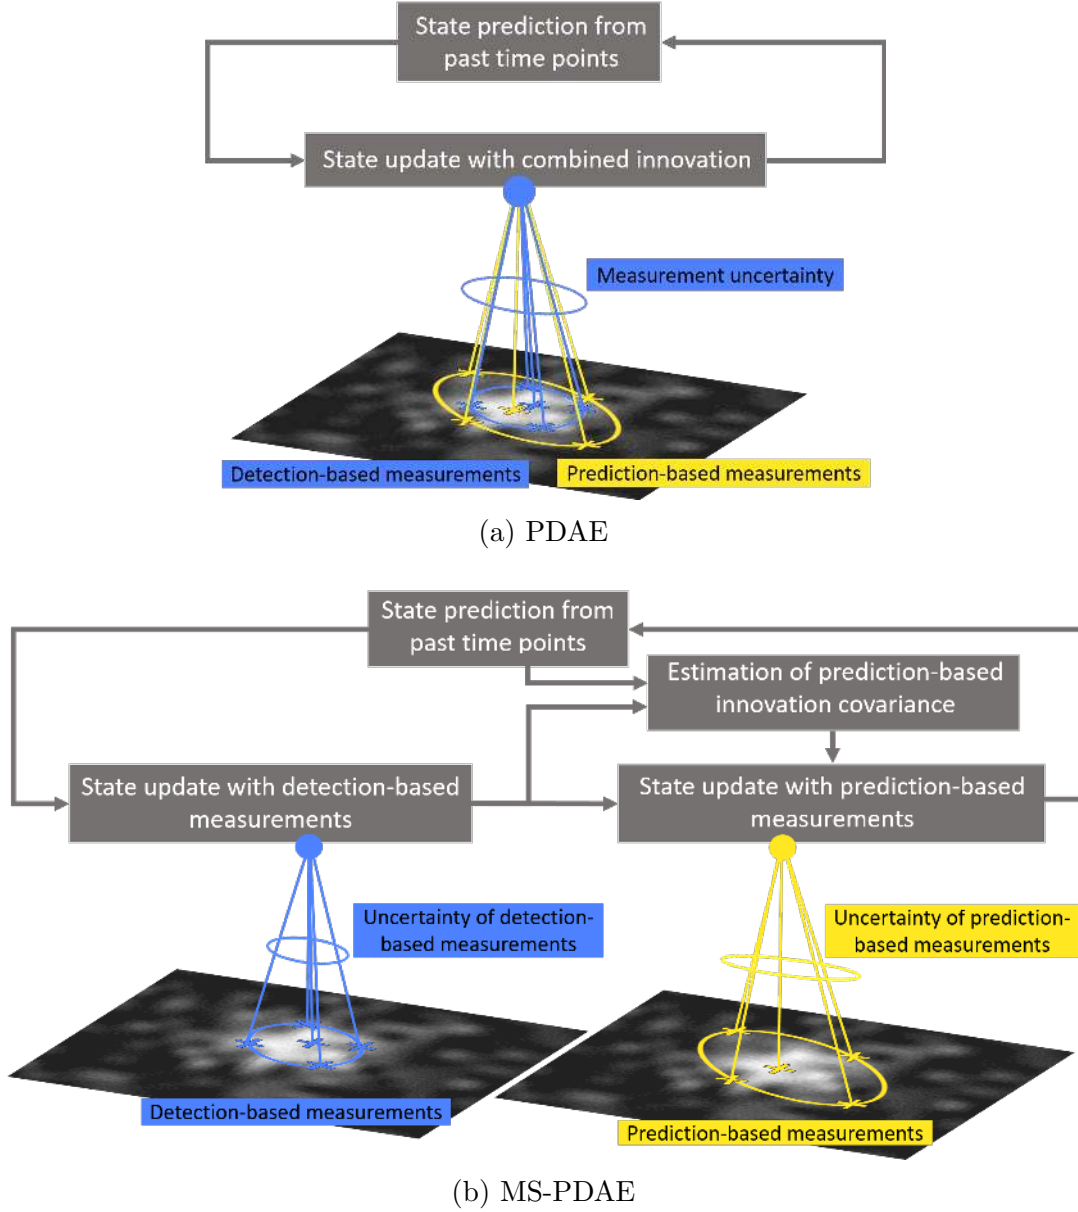 State prediction from
past time points
State update with combined innovation
Measurement uncertainty
Detection-based measurements
Prediction-based measurements
(a) PDAE
State prediction from
past time points
Estimation of prediction-based
innovation covariance
State update with detection-based
measurements
State update with prediction-based
measurements
Uncertainty of detection-
based measurements
Uncertainty of prediction-
based measurements
Detection-based measurements
Prediction-based measurements
(b) MS-PDAE